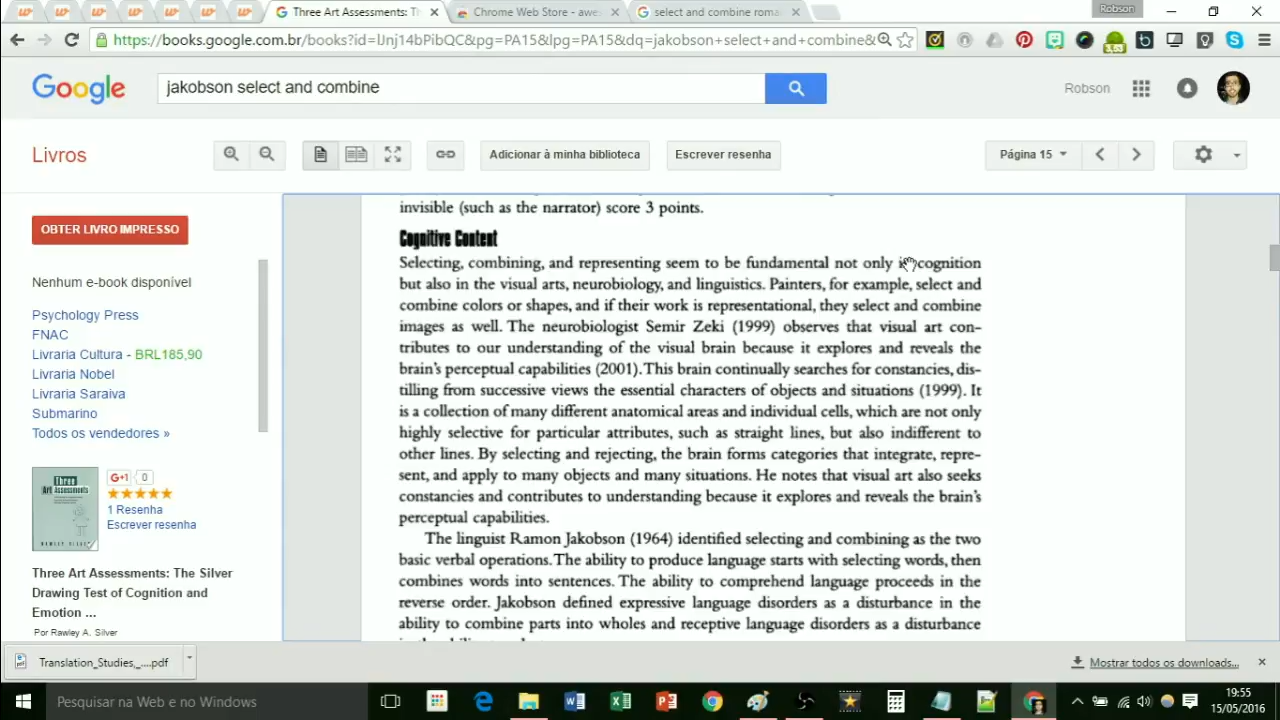 Robson
Three Art Assessments: Th
Chrome Web Store - awe
select and combine roma
https://books.google.com.br/books?id=IJnj14bPibQC&pg=PA15&lpg=PA15&dq=jakobson+select+and+combine&
Google
jakobson select and combine
Robson
Livros
Adicionar à minha biblioteca
Escrever resenha
Página 15
OBTER LIVRO IMPRESSO
Nenhum e-book disponível
Psychology Press
FNAC
Livraria Cultura - BRL185,90
Livraria Nobel
Livraria Saraiva
Submarino
Todos os vendedores »
Three
Art Assessments
G+1 0
1 Resenha
Escrever resenha
Three Art Assessments: The Silver
Drawing Test of Cognition and
Emotion ...
Por Rawley A. Silver
invisible (such as the narrator) score 3 points.
Cognitive Content
Selecting, combining, and representing seem to be fundamental not only in cognition
but also in the visual arts, neurobiology, and linguistics. Painters, for example, select and
combine colors or shapes, and if their work is representational, they select and combine
images as well. The neurobiologist Semir Zeki (1999) observes that visual art con-
tributes to our understanding of the visual brain because it explores and reveals the
brain's perceptual capabilities (2001). This brain continually searches for constancies, dis-
tilling from successive views the essential characters of objects and situations (1999). It
is a collection of many different anatomical areas and individual cells, which are not only
highly selective for particular attributes, such as straight lines, but also indifferent to
other lines. By selecting and rejecting, the brain forms categories that integrate, repre-
sent, and apply to many objects and many situations. He notes that visual art also seeks
constancies and contributes to understanding because it explores and reveals the brain's
perceptual capabilities.
The linguist Ramon Jakobson (1964) identified selecting and combining as the two
basic verbal operations. The ability to produce language starts with selecting words, then
combines words into sentences. The ability to comprehend language proceeds in the
reverse order. Jakobson defined expressive language disorders as a disturbance in the
ability to combine parts into wholes and receptive language disorders as a disturbance
Translation_Studies,_....pdf
Mostrar todos os downloads...
Pesquisar na Web e no Windows
19:55
15/05/2016